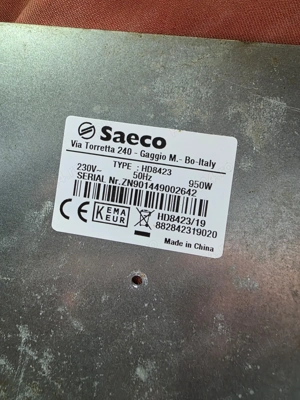 Saeco
Via Torretta 240 - Gaggio M.- Bo-Italy
TYPE : HD8423
230V~ 50Hz 950W
SERIAL Nr.ZN901449002642
CE KEMA KEUR HD8423/19
882842319020
Made in China